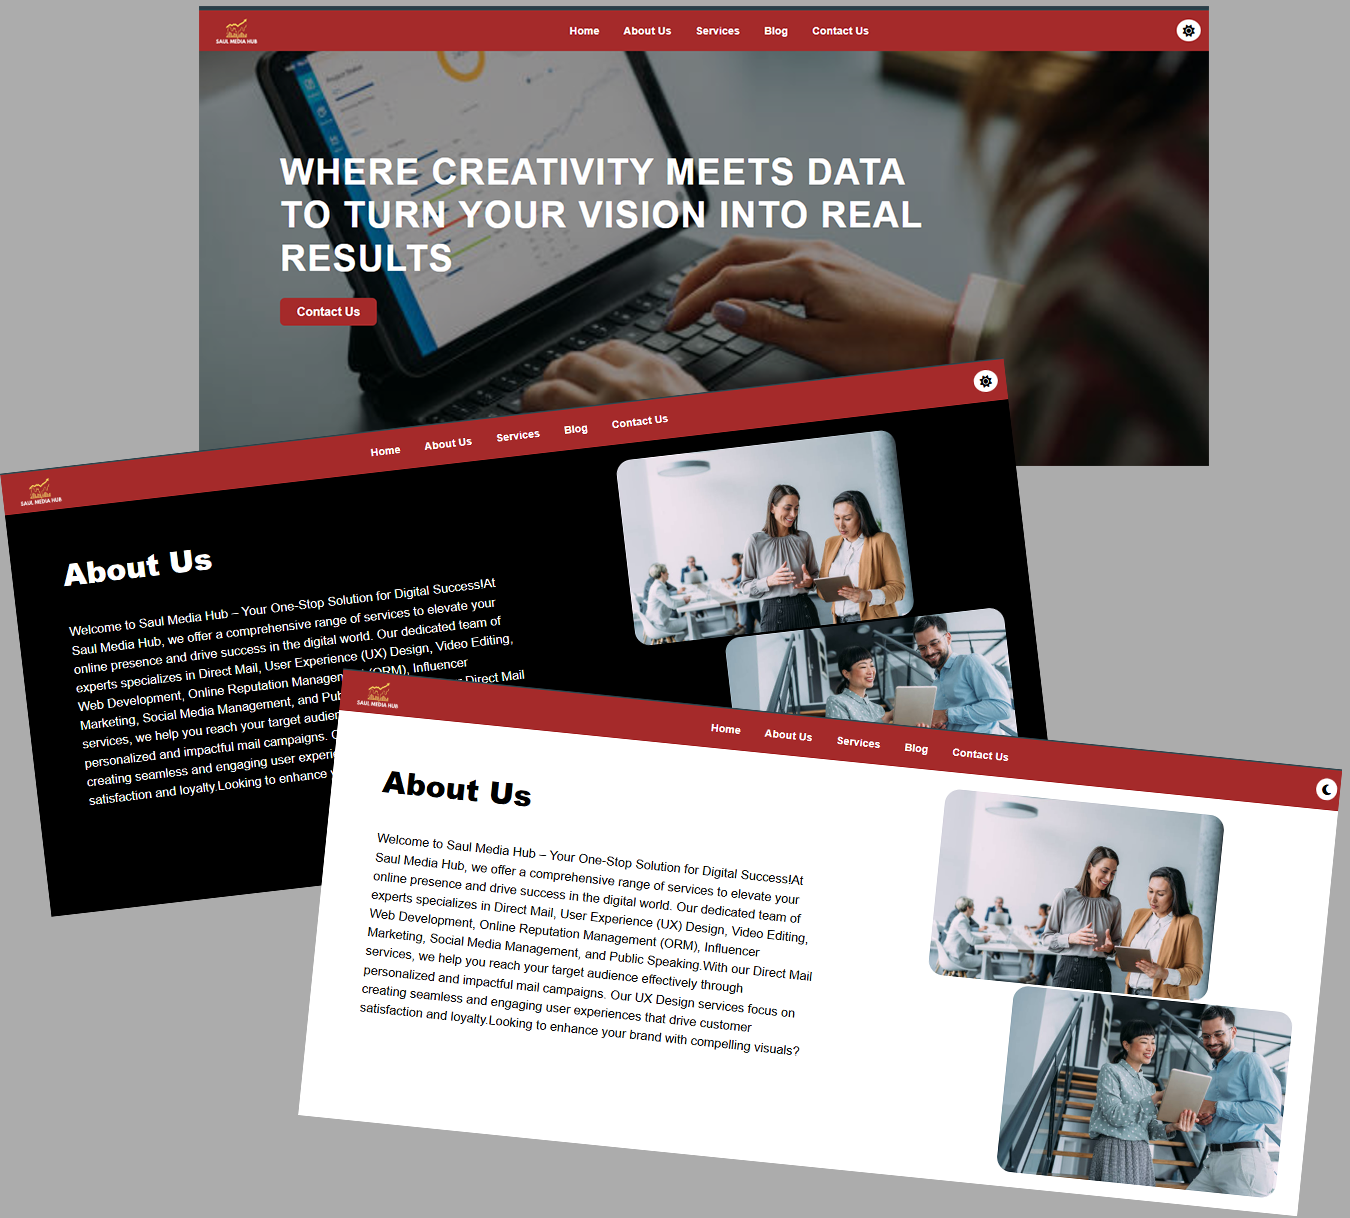 SAUL MEDIA HUB
Home
About Us
Services
Blog
Contact Us
Project Status
WHERE CREATIVITY MEETS DATA
TO TURN YOUR VISION INTO REAL
RESULTS
Contact Us
SAUL MEDIA HUB
Home
About Us
Services
Blog
Contact Us
About Us
Welcome to Saul Media Hub – Your One-Stop Solution for Digital Success!At
Saul Media Hub, we offer a comprehensive range of services to elevate your
online presence and drive success in the digital world. Our dedicated team of
experts specializes in Direct Mail, User Experience (UX) Design, Video Editing,
Web Development, Online Reputation Manage (ORM), Influencer
Marketing, Social Media Management, and Direct Mail
services, we help you reach your target
personalized and impactful mail campaigns.
creating seamless and engaging user
satisfaction and loyalty.Looking to enhance
SAUL MEDIA HUB
Home
About Us
Services
Blog
Contact Us
About Us
Welcome to Saul Media Hub – Your One-Stop Solution for Digital Success!At
Saul Media Hub, we offer a comprehensive range of services to elevate your
online presence and drive success in the digital world. Our dedicated team of
experts specializes in Direct Mail, User Experience (UX) Design, Video Editing,
Web Development, Online Reputation Management (ORM), Influencer
Marketing, Social Media Management, and Public Speaking.With our Direct Mail
services, we help you reach your target audience effectively through
personalized and impactful mail campaigns. Our UX Design services focus on
creating seamless and engaging user experiences that drive customer
satisfaction and loyalty.Looking to enhance your brand with compelling visuals?